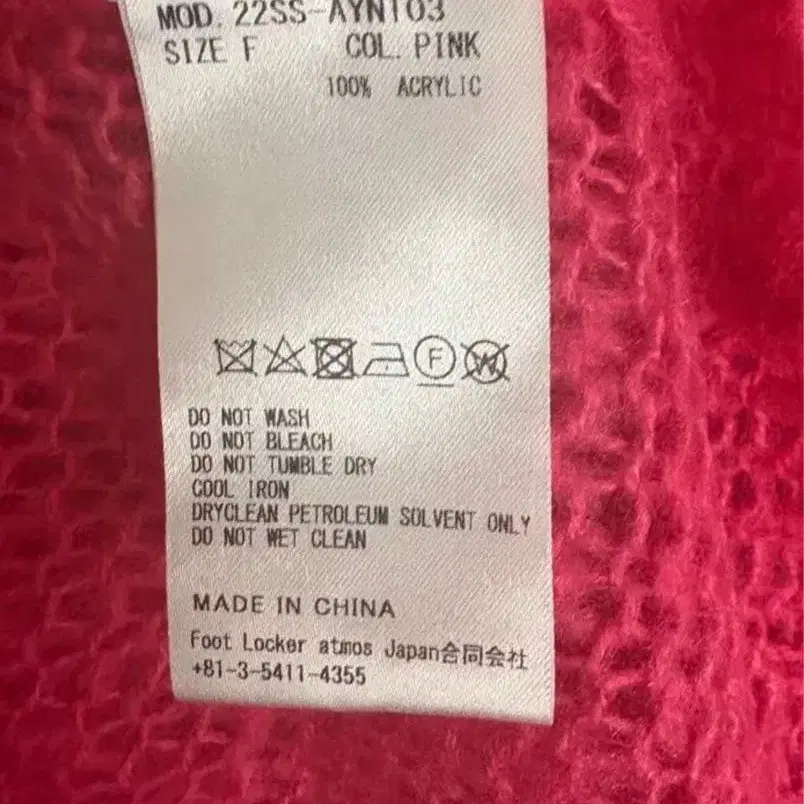 MOD. 22SS-AYNT03
SIZE F COL. PINK
100% ACRYLIC
F W
DO NOT WASH
DO NOT BLEACH
DO NOT TUMBLE DRY
COOL IRON
DRYCLEAN PETROLEUM SOLVENT ONLY
DO NOT WET CLEAN
MADE IN CHINA
Foot Locker atmos Japan合同会社
+81-3-5411-4355